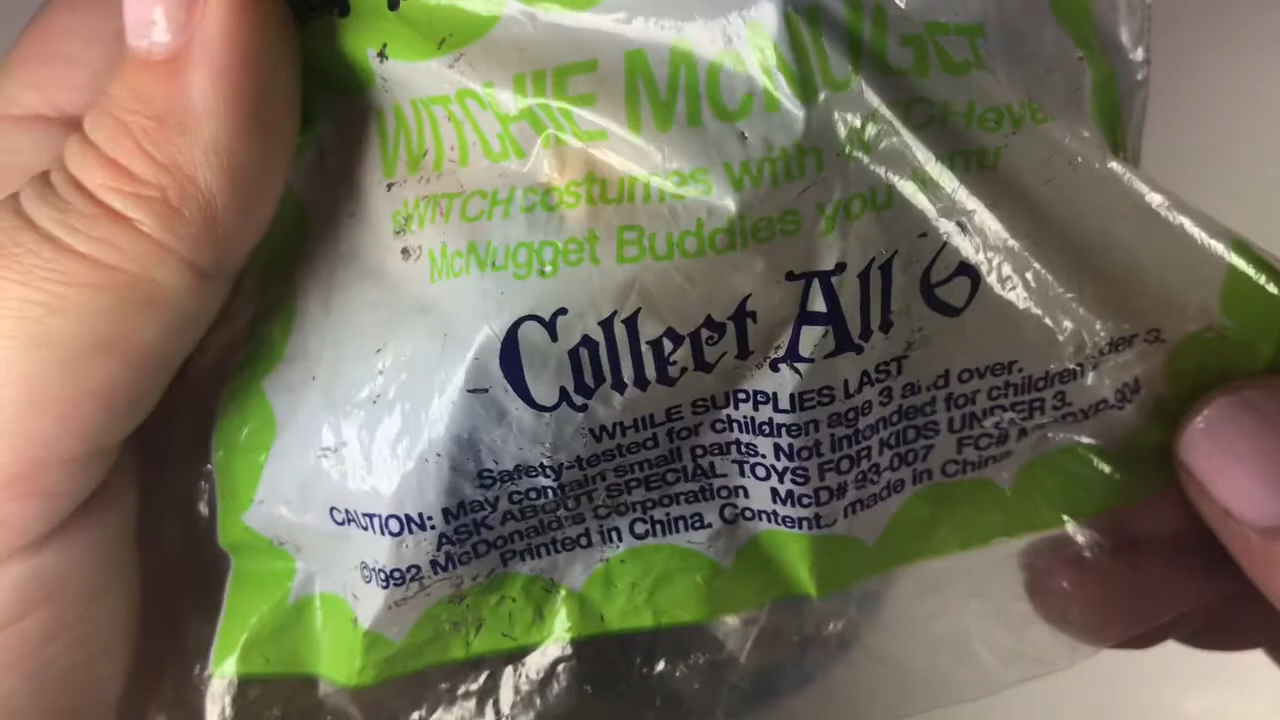 WITCHIE MCNUGGET
sWITCH costumes with
McNugget Buddies you
Collect All 6
WHILE SUPPLIES LAST
Safety-tested for children age 3 and over.
CAUTION: May contain small parts. Not intended for children under 3.
ASK ABOUT SPECIAL TOYS FOR KIDS UNDER 3.
©1992 McDonald's Corporation McD# 93-007 FC#
Printed in China. Contents made in China